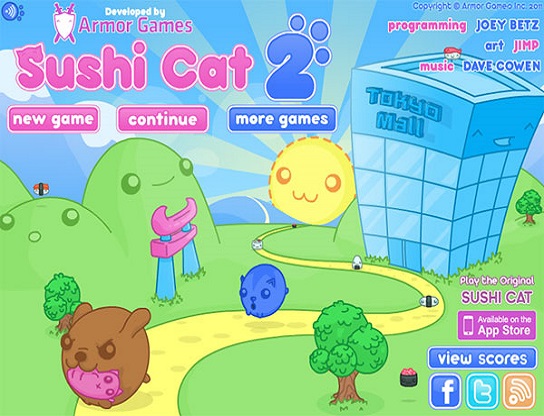 Developed by
Armor Games
Sushi Cat 2
Copyright © Armor Games Inc. 2011
programming JOEY BETZ
art JIMP
music DAVE COWEN
new game
continue
more games
TOKYO
Mall
Play the Original
SUSHI CAT
Available on the
App Store
view scores
f
t